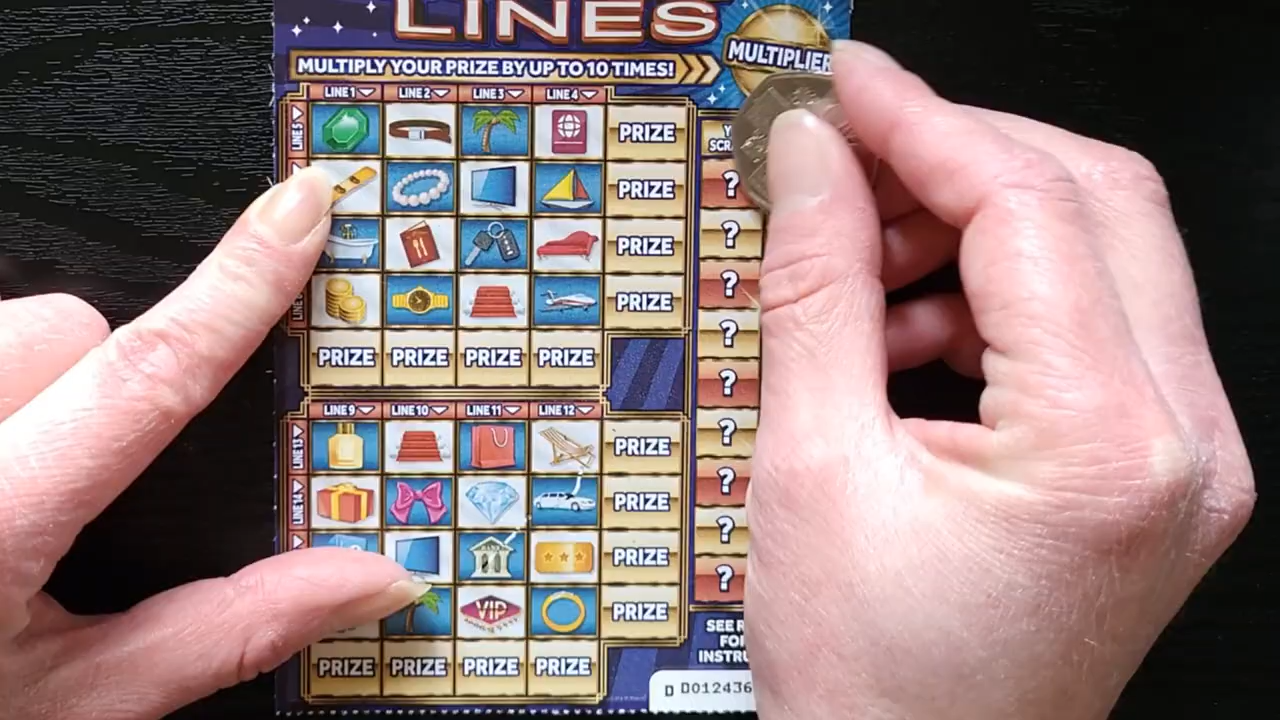 LINES
MULTIPLIER
MULTIPLY YOUR PRIZE BY UP TO 10 TIMES!
LINE 1 LINE 2 LINE 3 LINE 4
LINE 5
PRIZE
PRIZE
?
PRIZE
?
PRIZE
?
?
PRIZE PRIZE PRIZE PRIZE
?
LINE 9 LINE 10 LINE 11 LINE 12
?
LINE 13
PRIZE
?
LINE 14
PRIZE
?
BANK
PRIZE
?
VIP
PRIZE
SEE
PRIZE PRIZE PRIZE PRIZE
D D012436